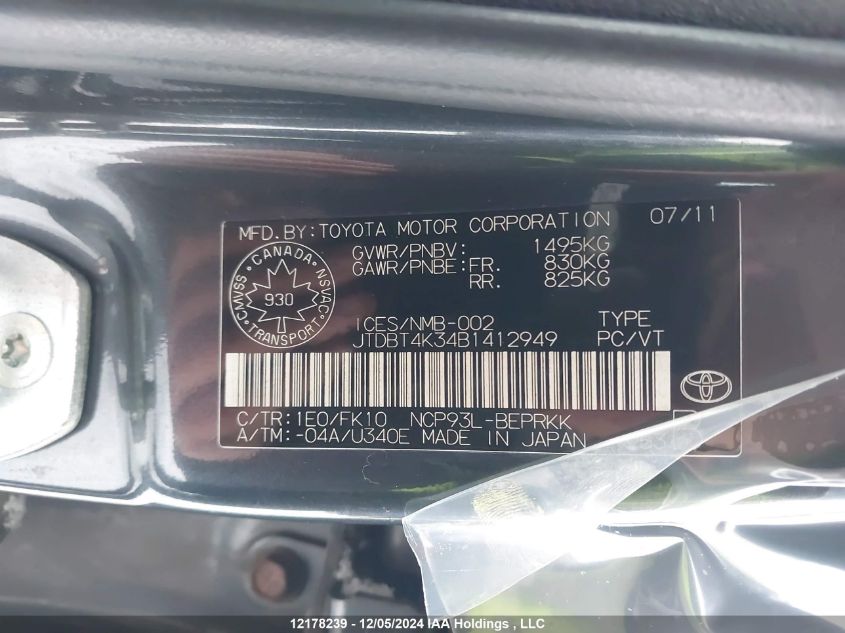 MFD.BY:TOYOTA MOTOR CORPORATION 07/11
GVWR/PNBV: 1495KG
GAWR/PNBE: FR. 830KG
RR. 825KG
CMVSS • CANADA • NSVAC • TRANSPORT •
930
ICES/NMB-002 TYPE
JTDBT4K34B1412949 PC/VT
C/TR: 1E0/FK10 NCP93L-BEPRKK
A/TM: -04A/U340E MADE IN JAPAN
12178239 - 12/05/2024 IAA Holdings , LLC